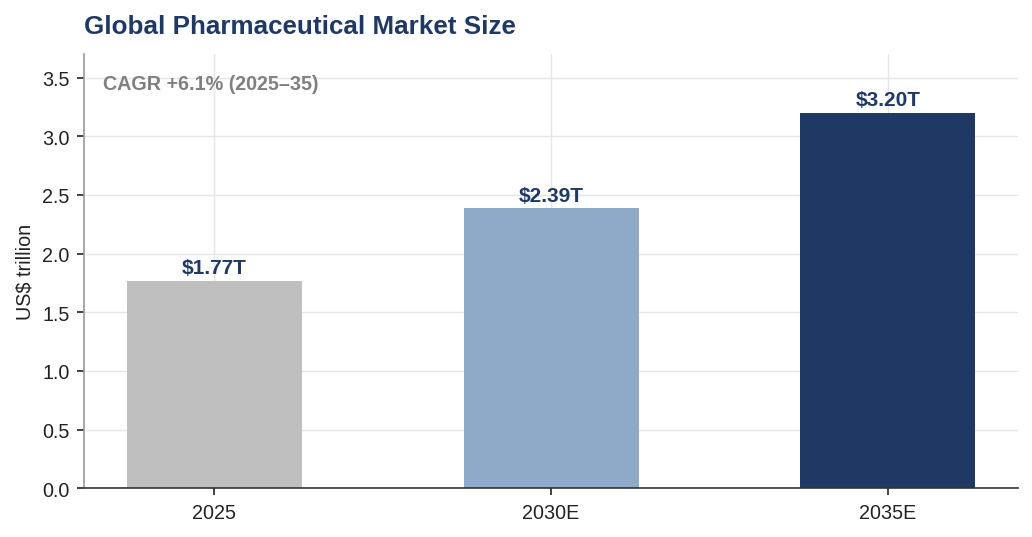 Global Pharmaceutical Market Size
CAGR +6.1% (2025–35)
US$ trillion
3.5
3.0
2.5
2.0
1.5
1.0
0.5
0.0
$1.77T
$2.39T
$3.20T
2025
2030E
2035E